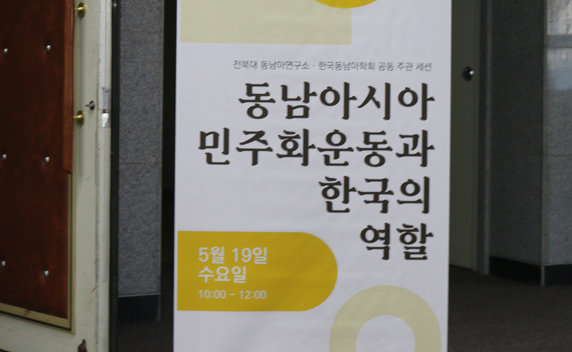 전북대 동남아연구소 · 한국동남아학회 공동 주관 세션
동남아시아
민주화운동과
한국의
역할
5월 19일
수요일
10:00 - 12:00